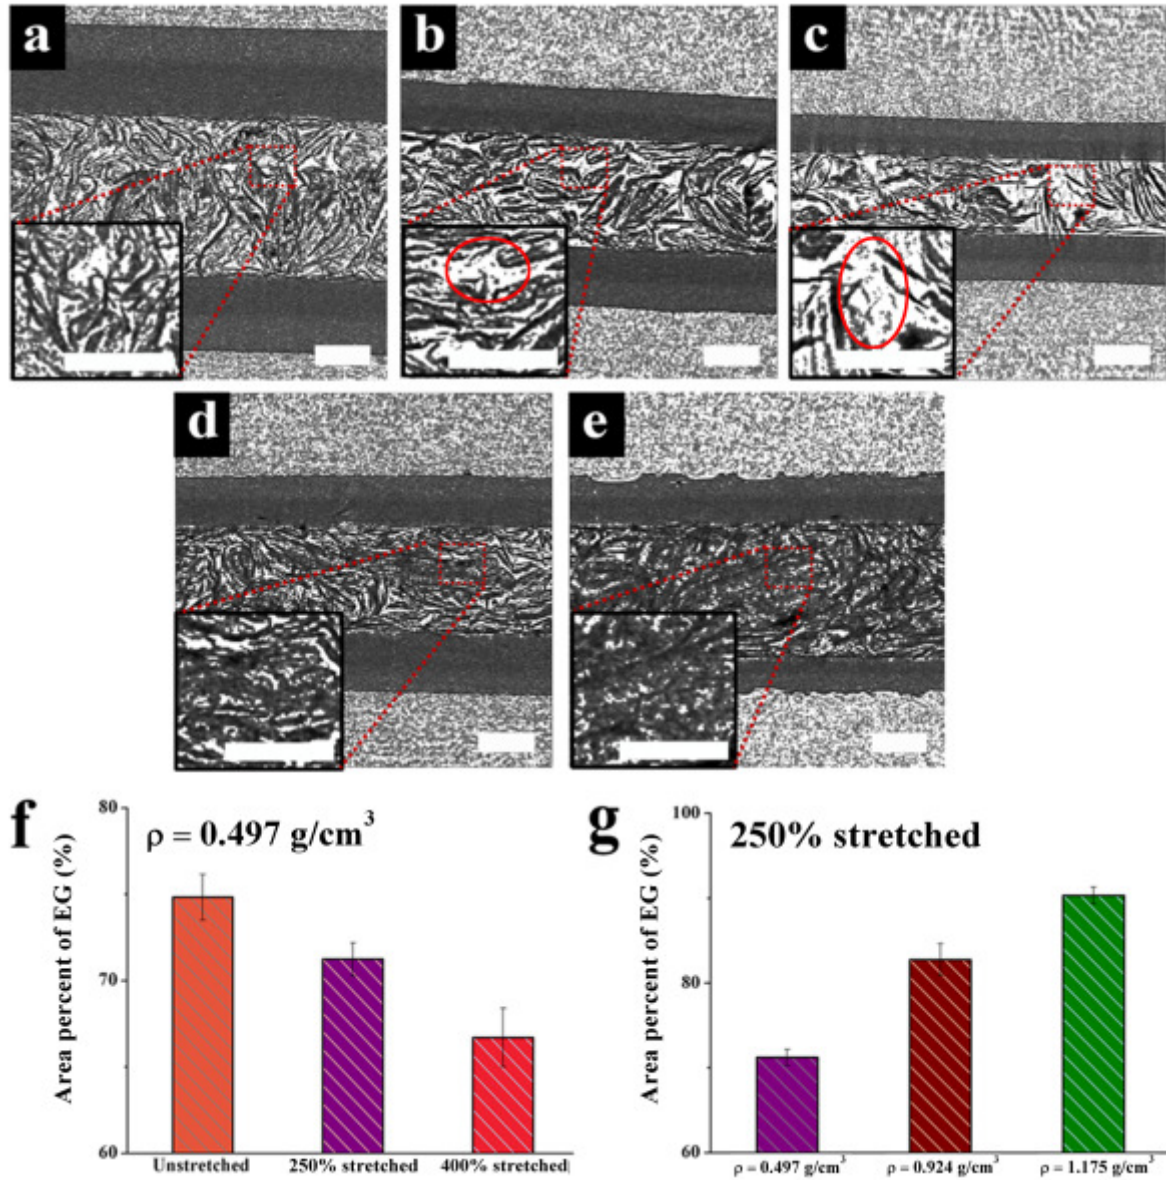 a
b
c
d
e
f
ρ = 0.497 g/cm³
Area percent of EG (%)
80
70
60
Unstretched
250% stretched
400% stretched
g
250% stretched
Area percent of EG (%)
100
80
60
ρ = 0.497 g/cm³
ρ = 0.924 g/cm³
ρ = 1.175 g/cm³